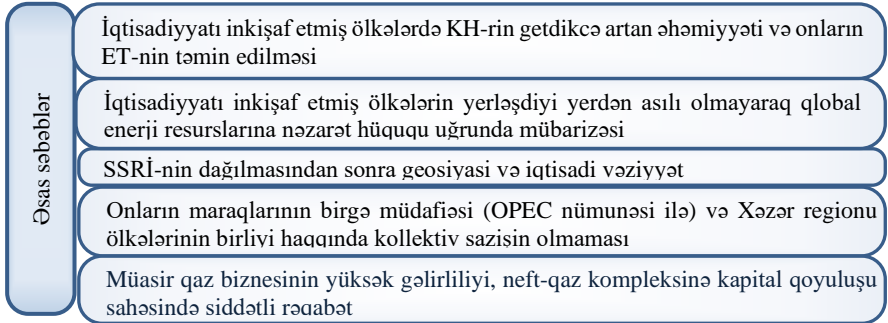 Əsas səbəblər
İqtisadiyyatı inkişaf etmiş ölkələrdə KH-rin getdikcə artan əhəmiyyəti və onların
ET-nin təmin edilməsi
İqtisadiyyatı inkişaf etmiş ölkələrin yerləşdiyi yerdən asılı olmayaraq qlobal
enerji resurslarına nəzarət hüququ uğrunda mübarizəsi
SSRİ-nin dağılmasından sonra geosiyasi və iqtisadi vəziyyət
Onların maraqlarının birgə müdafiəsi (OPEC nümunəsi ilə) və Xəzər regionu
ölkələrinin birliyi haqqında kollektiv sazişin olmaması
Müasir qaz biznesinin yüksək gəlirliliyi, neft-qaz kompleksinə kapital qoyuluşu
sahəsində şiddətli rəqabət